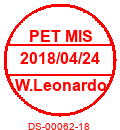 PET MIS
2018/04/24
W.Leonardo
DS-00062-18